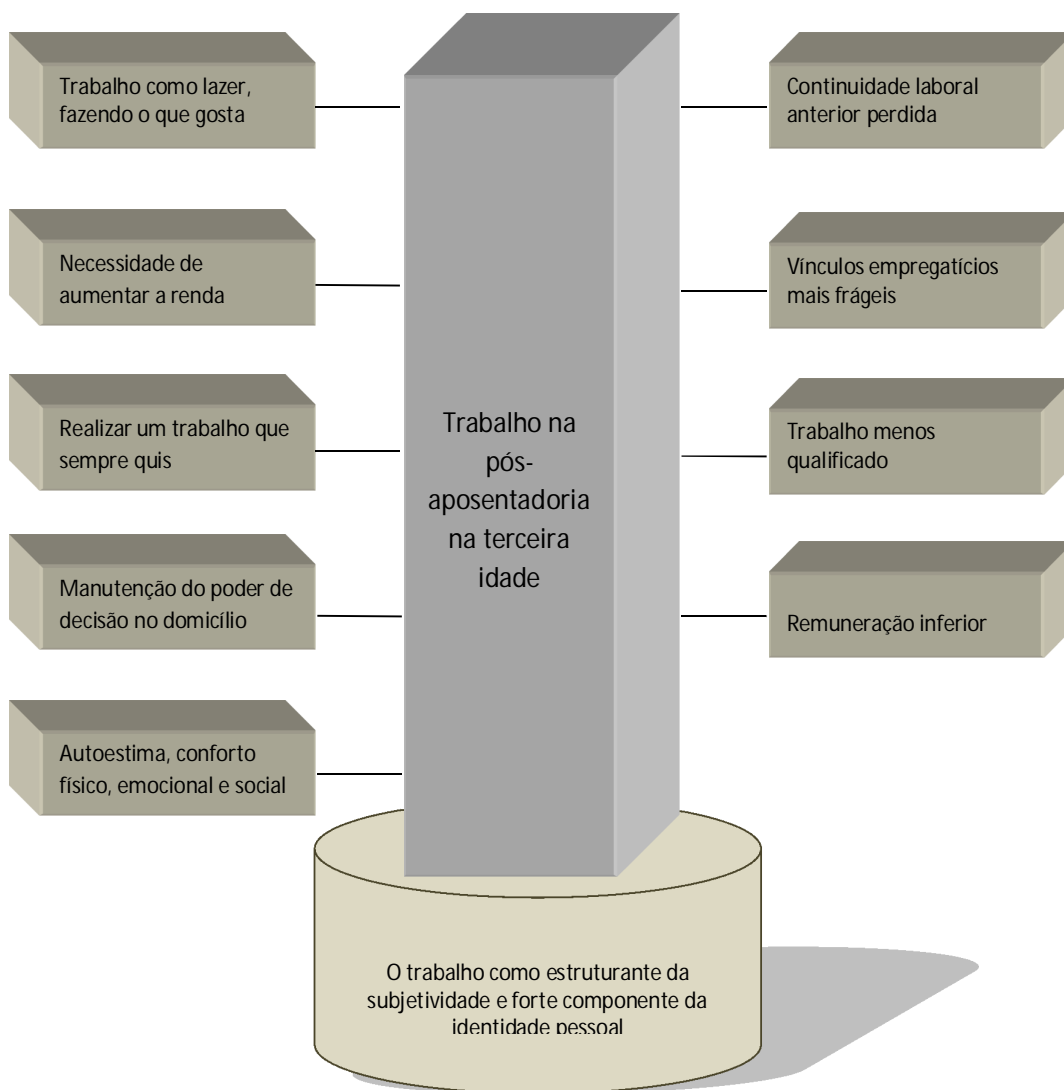 Trabalho como lazer,
fazendo o que gosta
Necessidade de
aumentar a renda
Realizar um trabalho que
sempre quis
Manutenção do poder de
decisão no domicílio
Autoestima, conforto
físico, emocional e social
Trabalho na
pós-
aposentadoria
na terceira
idade
Continuidade laboral
anterior perdida
Vínculos empregatícios
mais frágeis
Trabalho menos
qualificado
Remuneração inferior
O trabalho como estruturante da
subjetividade e forte componente da
identidade pessoal